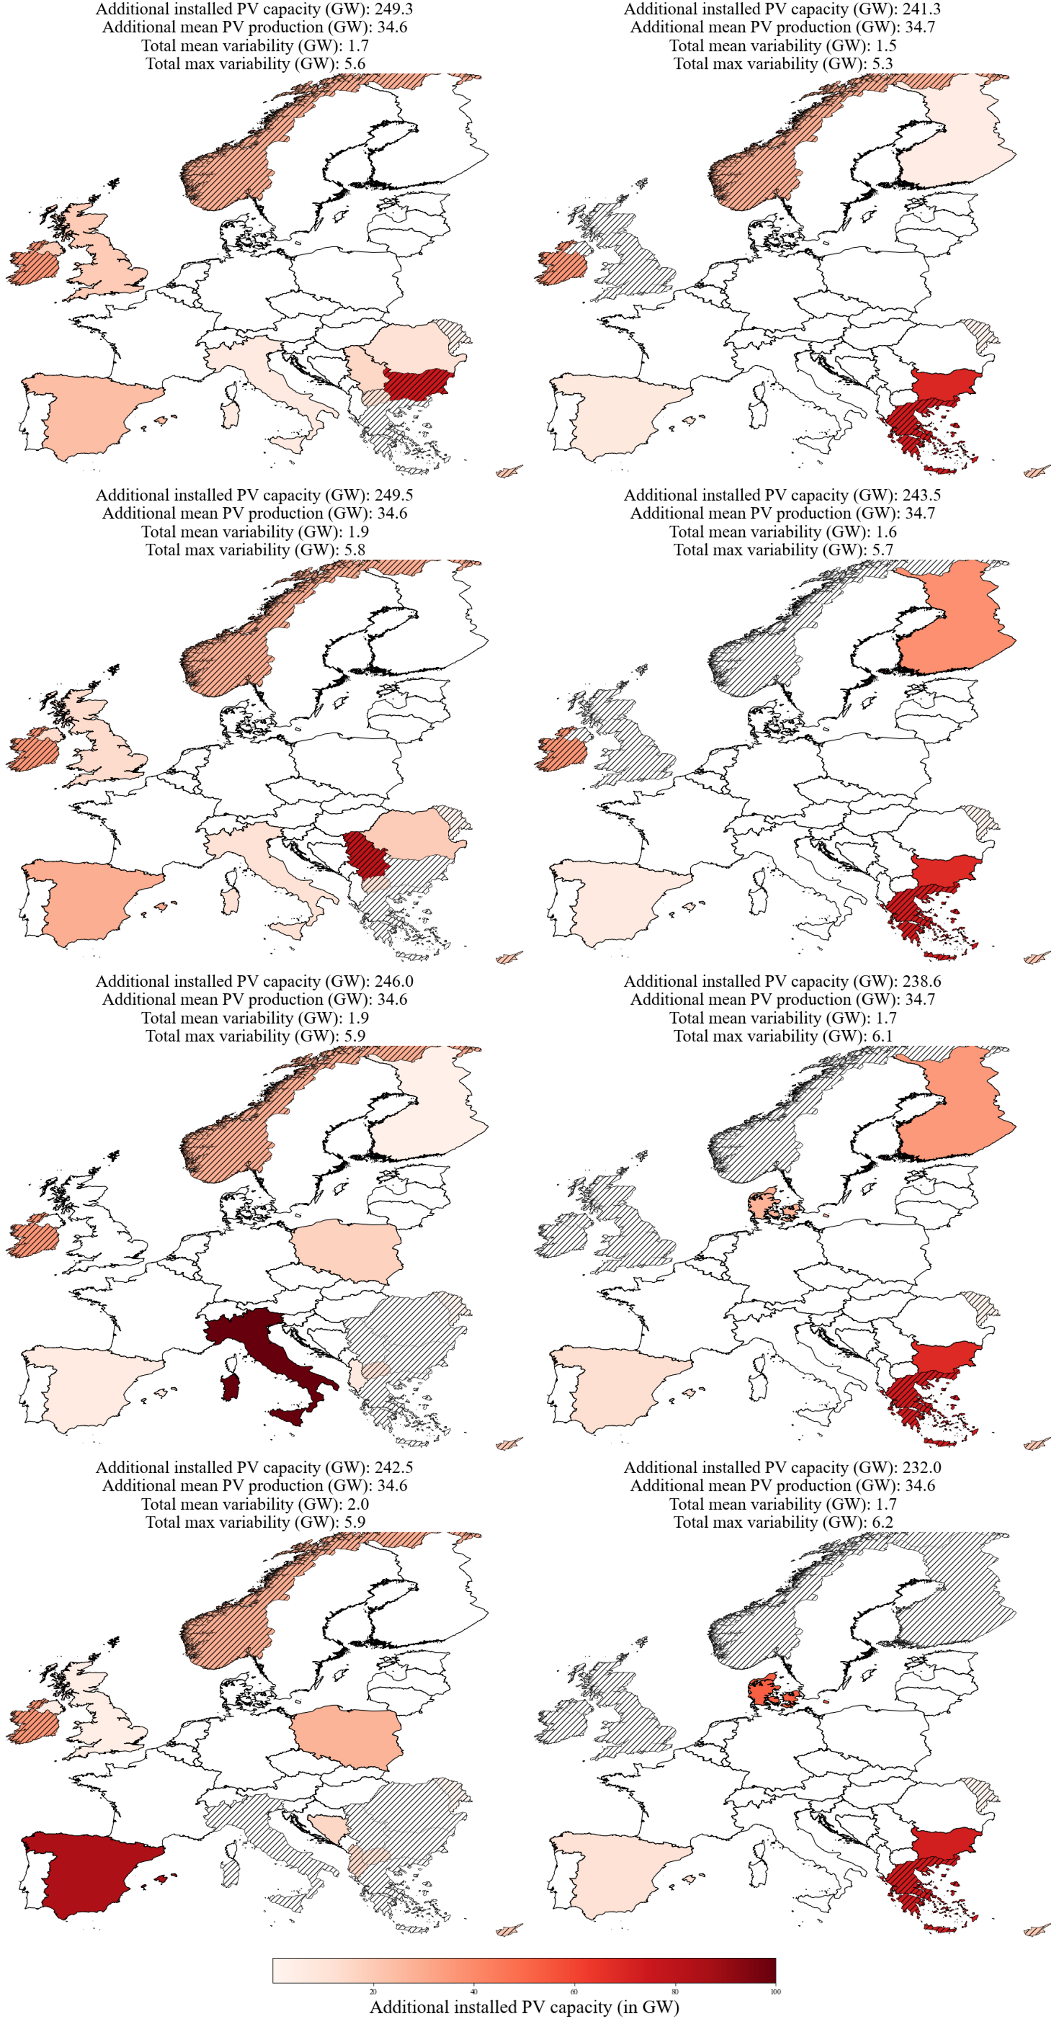 Additional installed PV capacity (GW): 249.3
Additional mean PV production (GW): 34.6
Total mean variability (GW): 1.7
Total max variability (GW): 5.6
Additional installed PV capacity (GW): 241.3
Additional mean PV production (GW): 34.7
Total mean variability (GW): 1.5
Total max variability (GW): 5.3
Additional installed PV capacity (GW): 249.5
Additional mean PV production (GW): 34.6
Total mean variability (GW): 1.9
Total max variability (GW): 5.8
Additional installed PV capacity (GW): 243.5
Additional mean PV production (GW): 34.7
Total mean variability (GW): 1.6
Total max variability (GW): 5.7
Additional installed PV capacity (GW): 246.0
Additional mean PV production (GW): 34.6
Total mean variability (GW): 1.9
Total max variability (GW): 5.9
Additional installed PV capacity (GW): 238.6
Additional mean PV production (GW): 34.7
Total mean variability (GW): 1.7
Total max variability (GW): 6.1
Additional installed PV capacity (GW): 242.5
Additional mean PV production (GW): 34.6
Total mean variability (GW): 2.0
Total max variability (GW): 5.9
Additional installed PV capacity (GW): 232.0
Additional mean PV production (GW): 34.6
Total mean variability (GW): 1.7
Total max variability (GW): 6.2
20 40 60 80 100
Additional installed PV capacity (in GW)